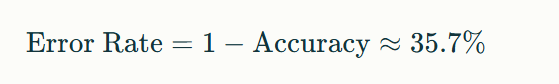 Error Rate = 1 − Accuracy ≈ 35.7%